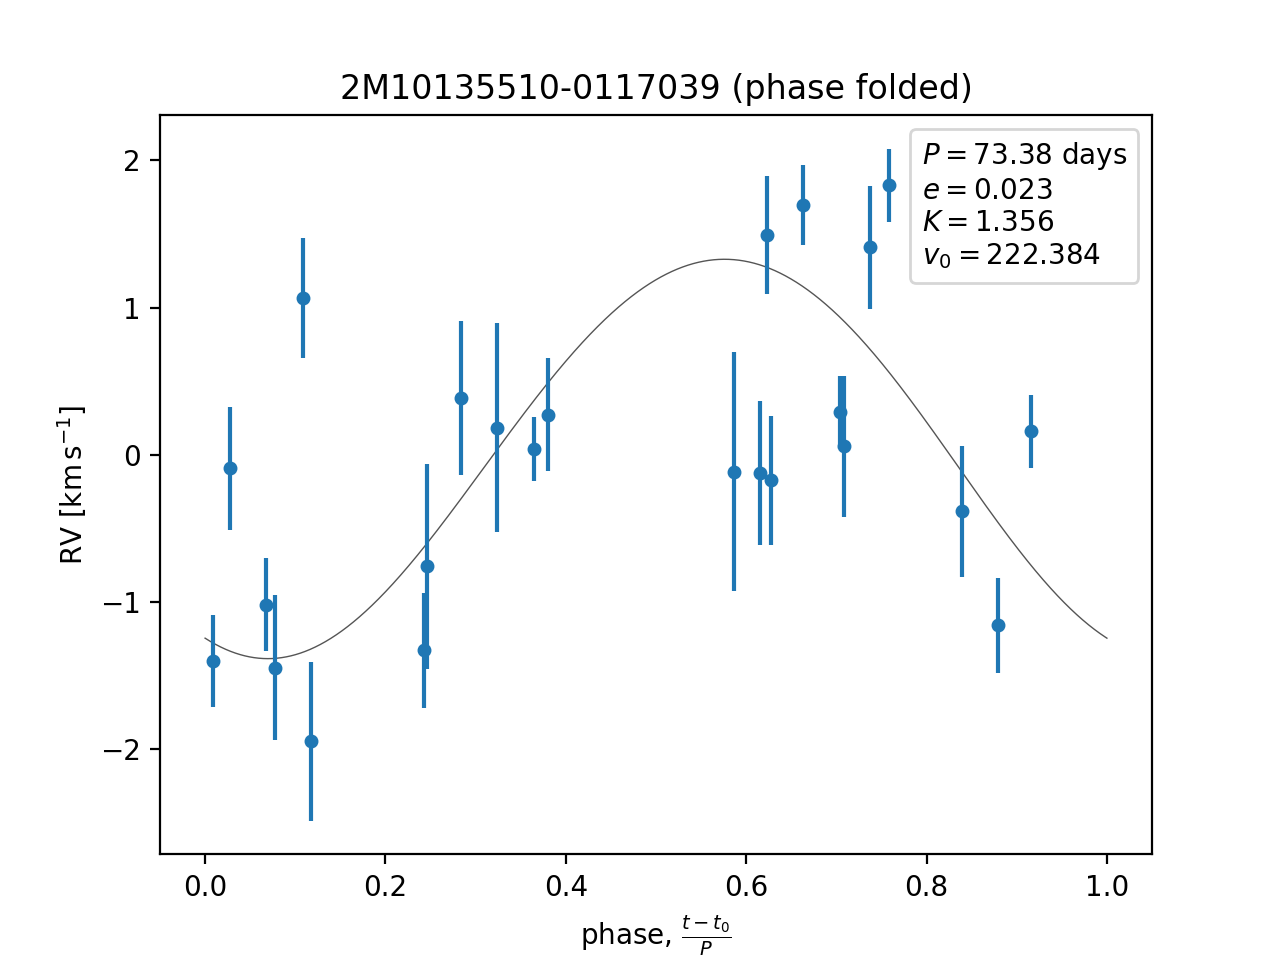 2M10135510-0117039 (phase folded)
P = 73.38 days
e = 0.023
K = 1.356
v₀ = 222.384
2
1
0
−1
−2
RV [km s⁻¹]
0.0 0.2 0.4 0.6 0.8 1.0
phase, (t − t₀)/P